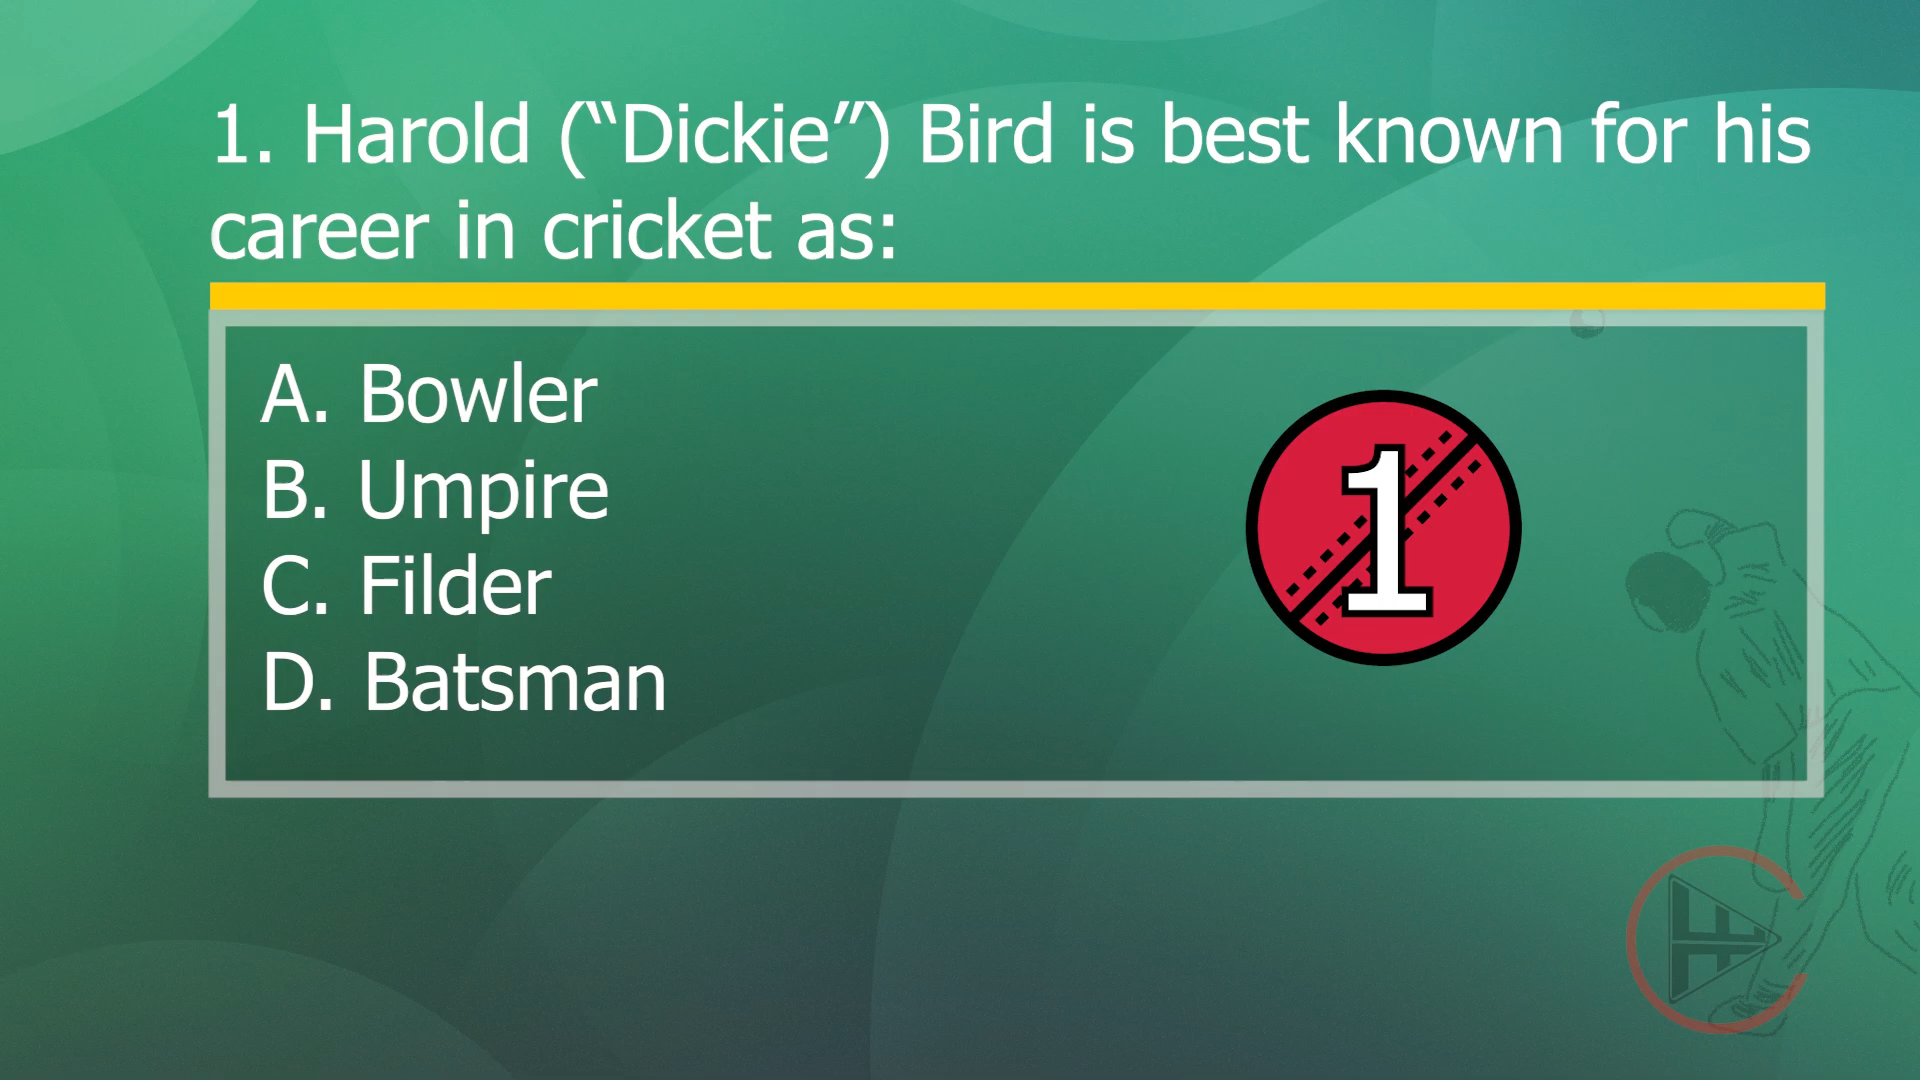 1. Harold (“Dickie”) Bird is best known for his
career in cricket as:
A. Bowler
B. Umpire
C. Filder
D. Batsman
1